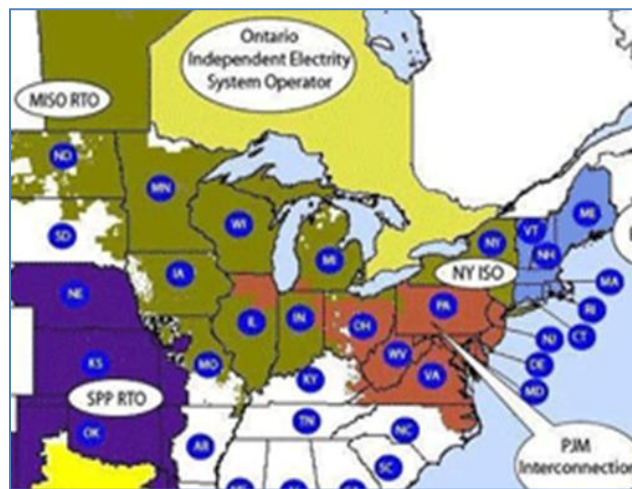 Ontario
Independent Electrity
System Operator
MISO RTO
ND
MN
ME
VT
SD
WI
NH
NY
MI
NY ISO
IA
MA
NE
PA
RI
IL
IN
OH
NJ
CT
WV
KS
MO
DE
KY
VA
MD
SPP RTO
TN
NC
OK
AR
SC
PJM
Interconnection